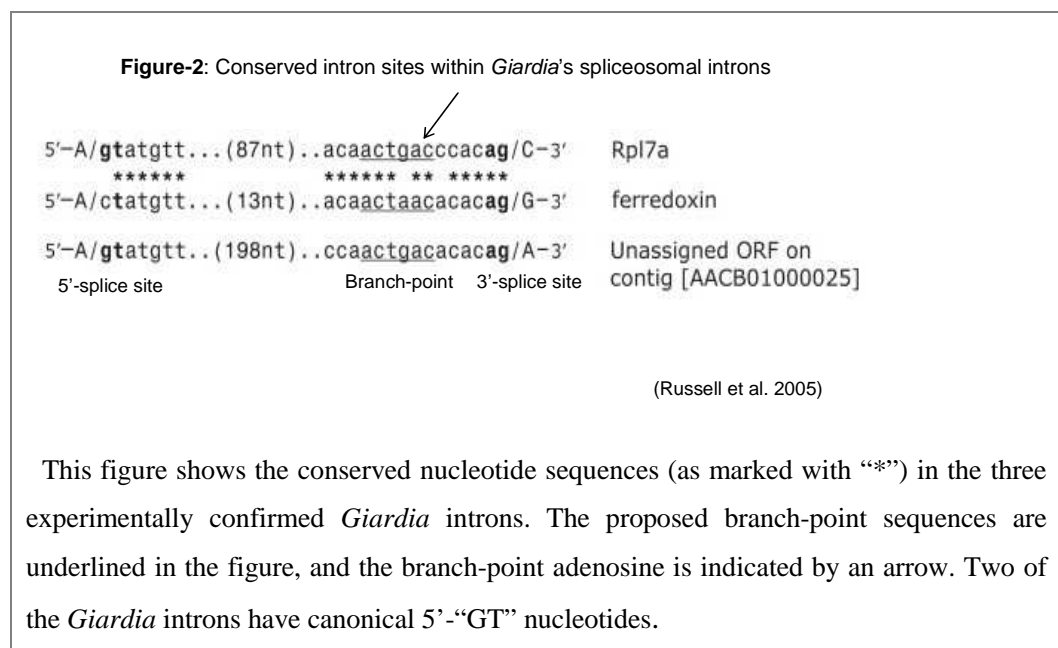 Figure-2: Conserved intron sites within Giardia's spliceosomal introns
5'–A/gtatgtt...(87nt)..acaactgacccacag/C–3' Rpl7a
****** ****** ** *****
5'–A/ctatgtt...(13nt)..acaactaacacacag/G–3' ferredoxin
5'–A/gtatgtt..(198nt)..ccaactgacacacag/A–3' Unassigned ORF on
5'-splice site Branch-point 3'-splice site contig [AACB01000025]
(Russell et al. 2005)
This figure shows the conserved nucleotide sequences (as marked with “*”) in the three
experimentally confirmed Giardia introns. The proposed branch-point sequences are
underlined in the figure, and the branch-point adenosine is indicated by an arrow. Two of
the Giardia introns have canonical 5'-“GT” nucleotides.